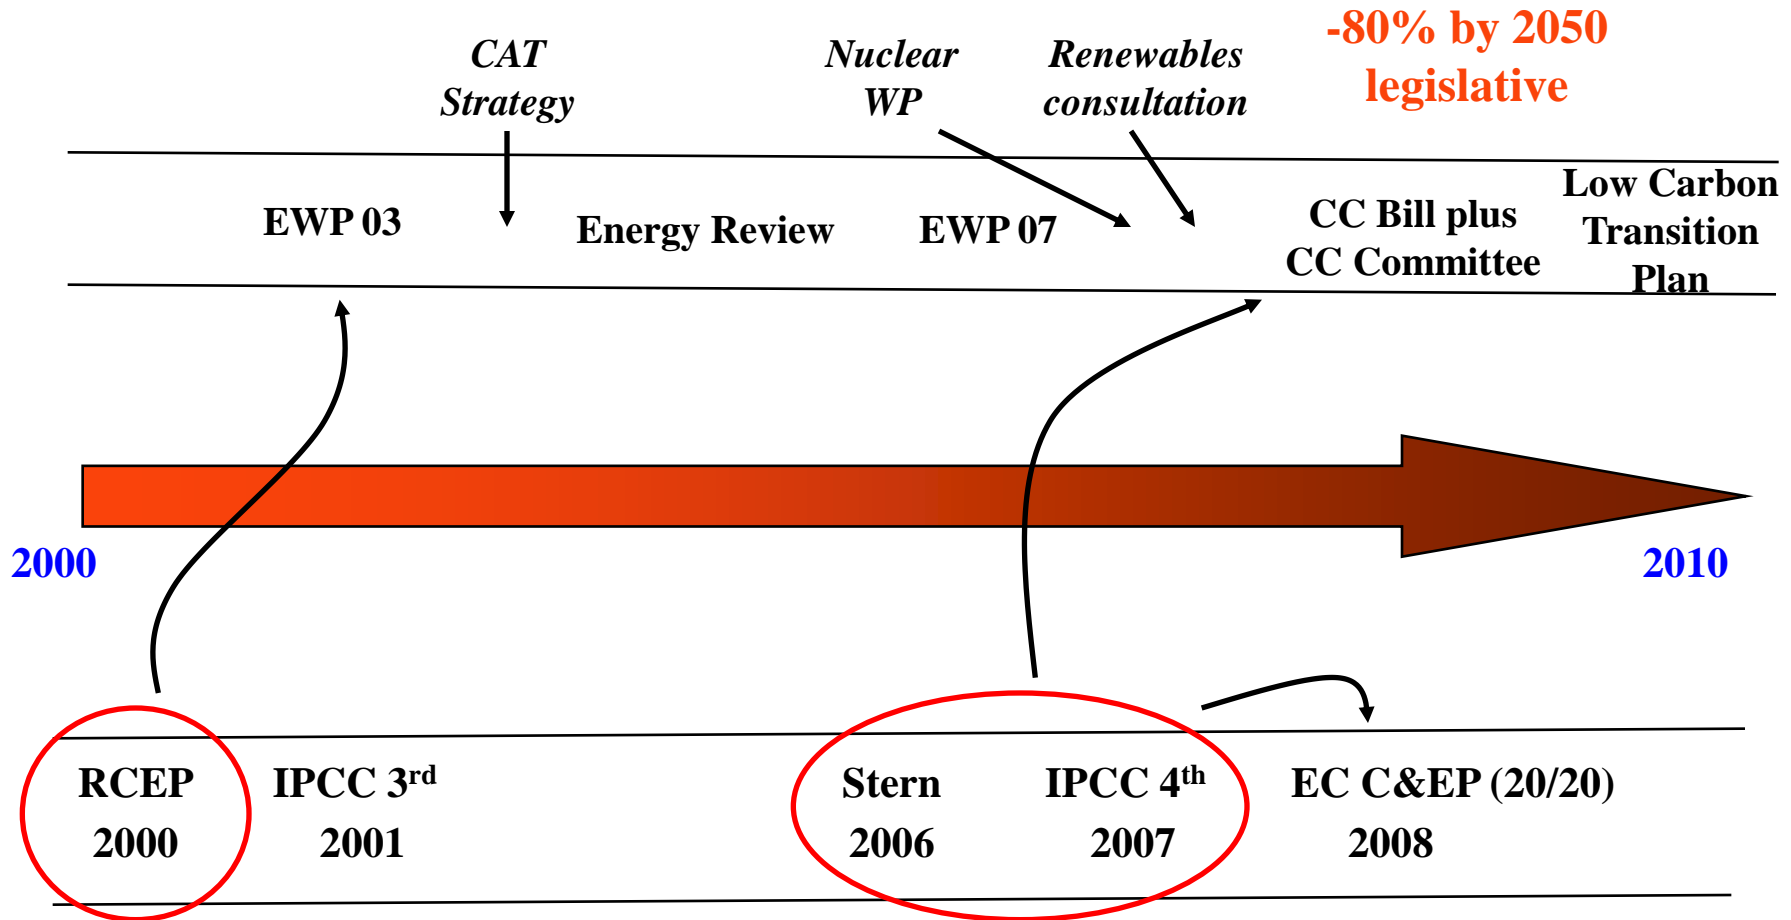 -80% by 2050
legislative
CAT
Strategy
Nuclear
WP
Renewables
consultation
EWP 03
Energy Review
EWP 07
CC Bill plus
CC Committee
Low Carbon
Transition
Plan
2000
2010
RCEP
2000
IPCC 3rd
2001
Stern
2006
IPCC 4th
2007
EC C&EP (20/20)
2008